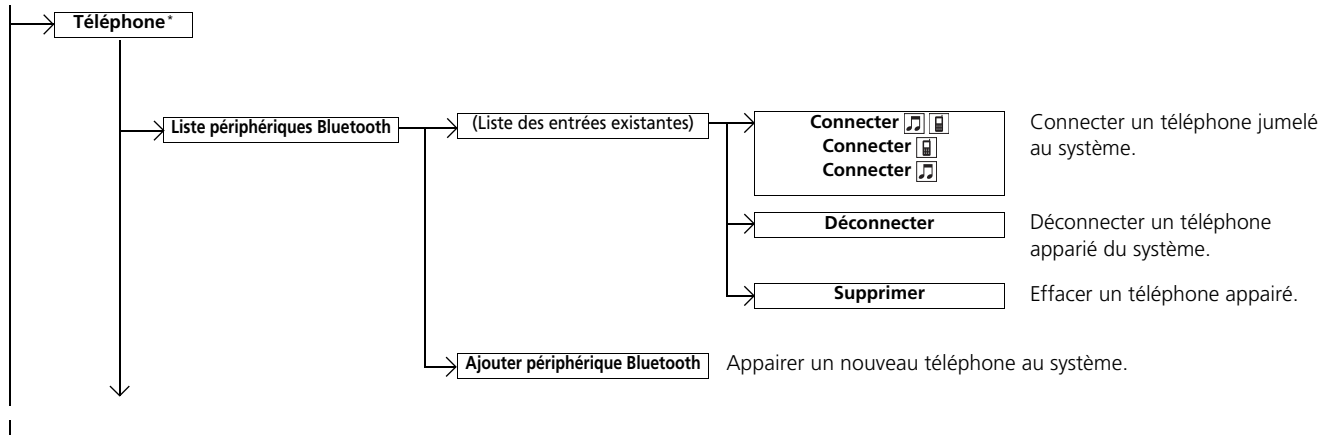 Téléphone*
Liste périphériques Bluetooth
(Liste des entrées existantes)
Connecter
Connecter
Connecter
Connecter un téléphone jumelé
au système.
Déconnecter
Déconnecter un téléphone
apparié du système.
Supprimer
Effacer un téléphone appairé.
Ajouter périphérique Bluetooth
Appairer un nouveau téléphone au système.